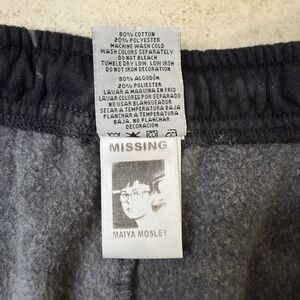 80% COTTON
20% POLYESTER
MACHINE WASH COLD
WASH COLORS SEPARATELY
DO NOT BLEACH
TUMBLE DRY LOW, LOW IRON
DO NOT IRON DECORATION
80% ALGODÓN
20% POLIESTER
LAVAR A MAQUINA EN FRIO
LAVAR COLORES POR SEPARADO
NO USAR BLANQUEADOR
SECAR A TEMPERATURA BAJA
PLANCHAR A TEMPERATURA
BAJA. NO PLANCHAR
DECORACION
MISSING
MAIYA MOSLEY